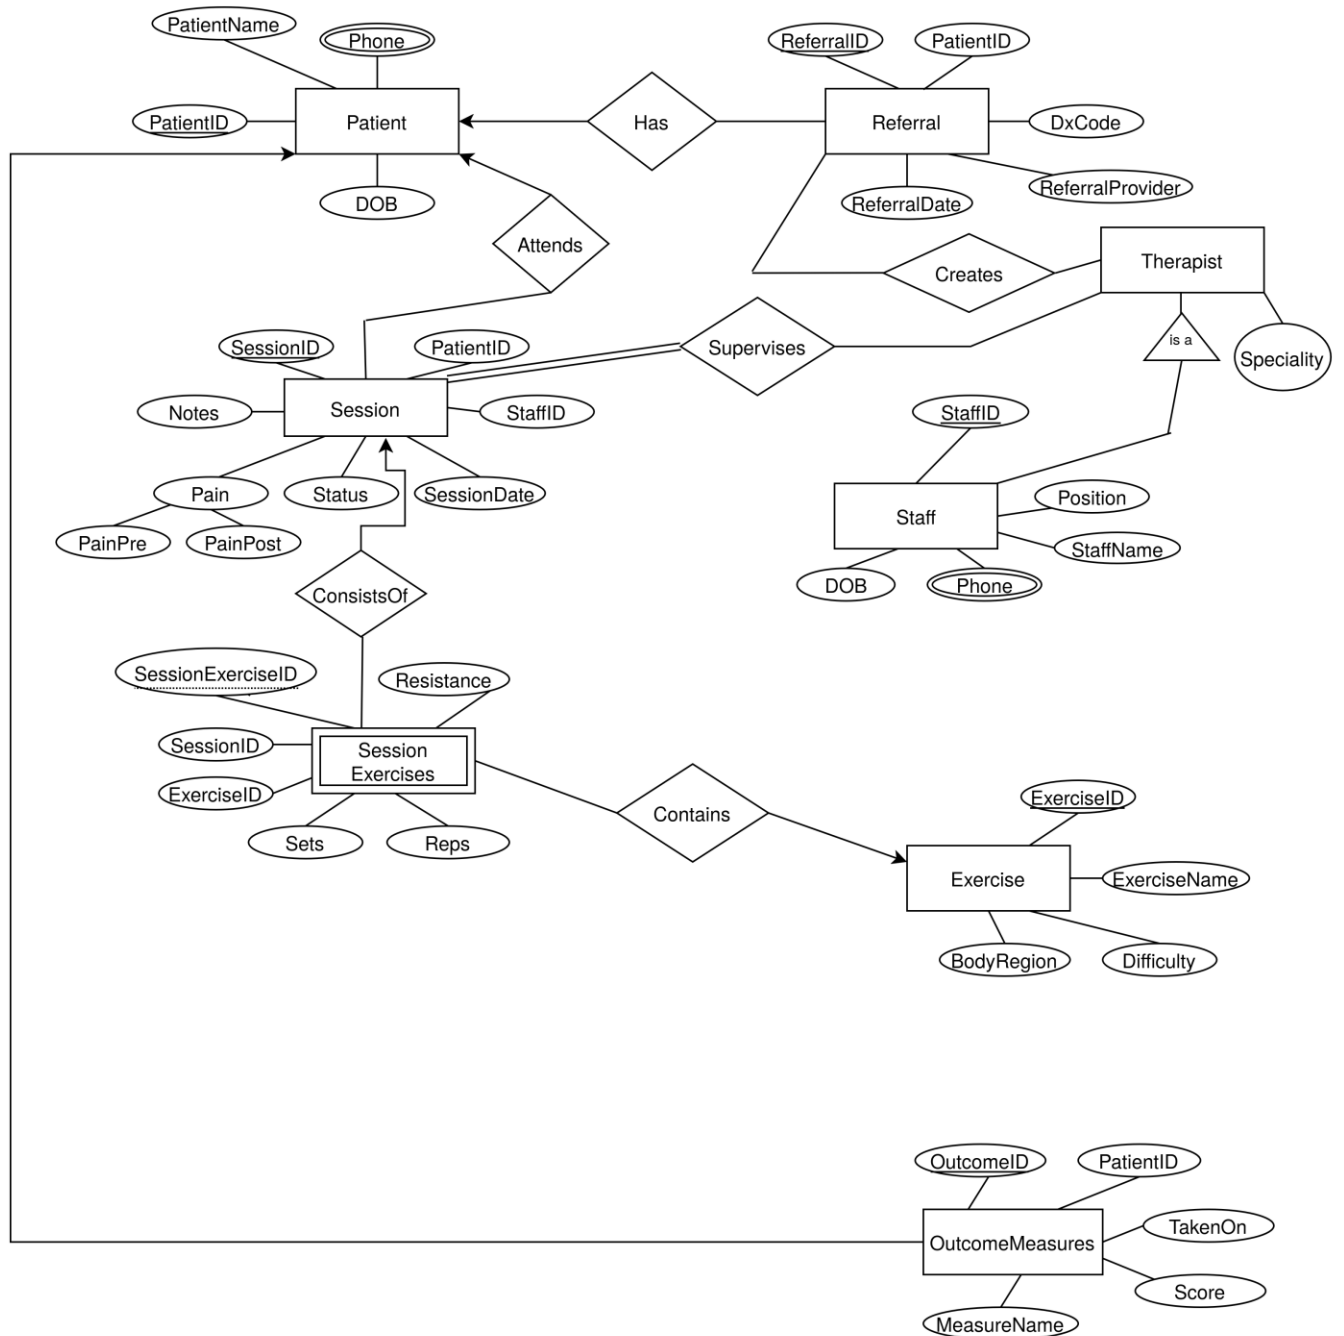 PatientName
Phone
ReferralID
PatientID
PatientID
Patient
Has
Referral
DxCode
DOB
ReferralDate
ReferralProvider
Attends
Creates
Therapist
SessionID
PatientID
Supervises
is a
Speciality
Notes
Session
StaffID
StaffID
Pain
Status
SessionDate
Position
PainPre
PainPost
Staff
StaffName
DOB
Phone
ConsistsOf
SessionExerciseID
Resistance
SessionID
Session
Exercises
ExerciseID
Sets
Reps
Contains
ExerciseID
Exercise
ExerciseName
BodyRegion
Difficulty
OutcomeID
PatientID
OutcomeMeasures
TakenOn
Score
MeasureName